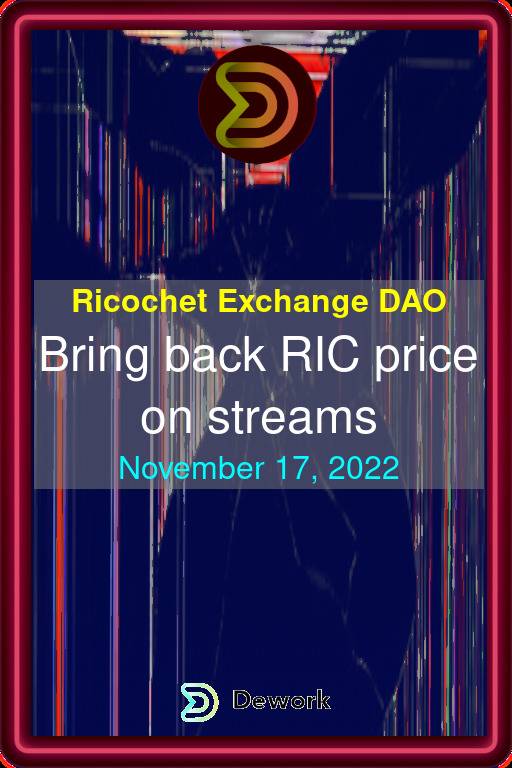 Ricochet Exchange DAO
Bring back RIC price
on streams
November 17, 2022
Dework